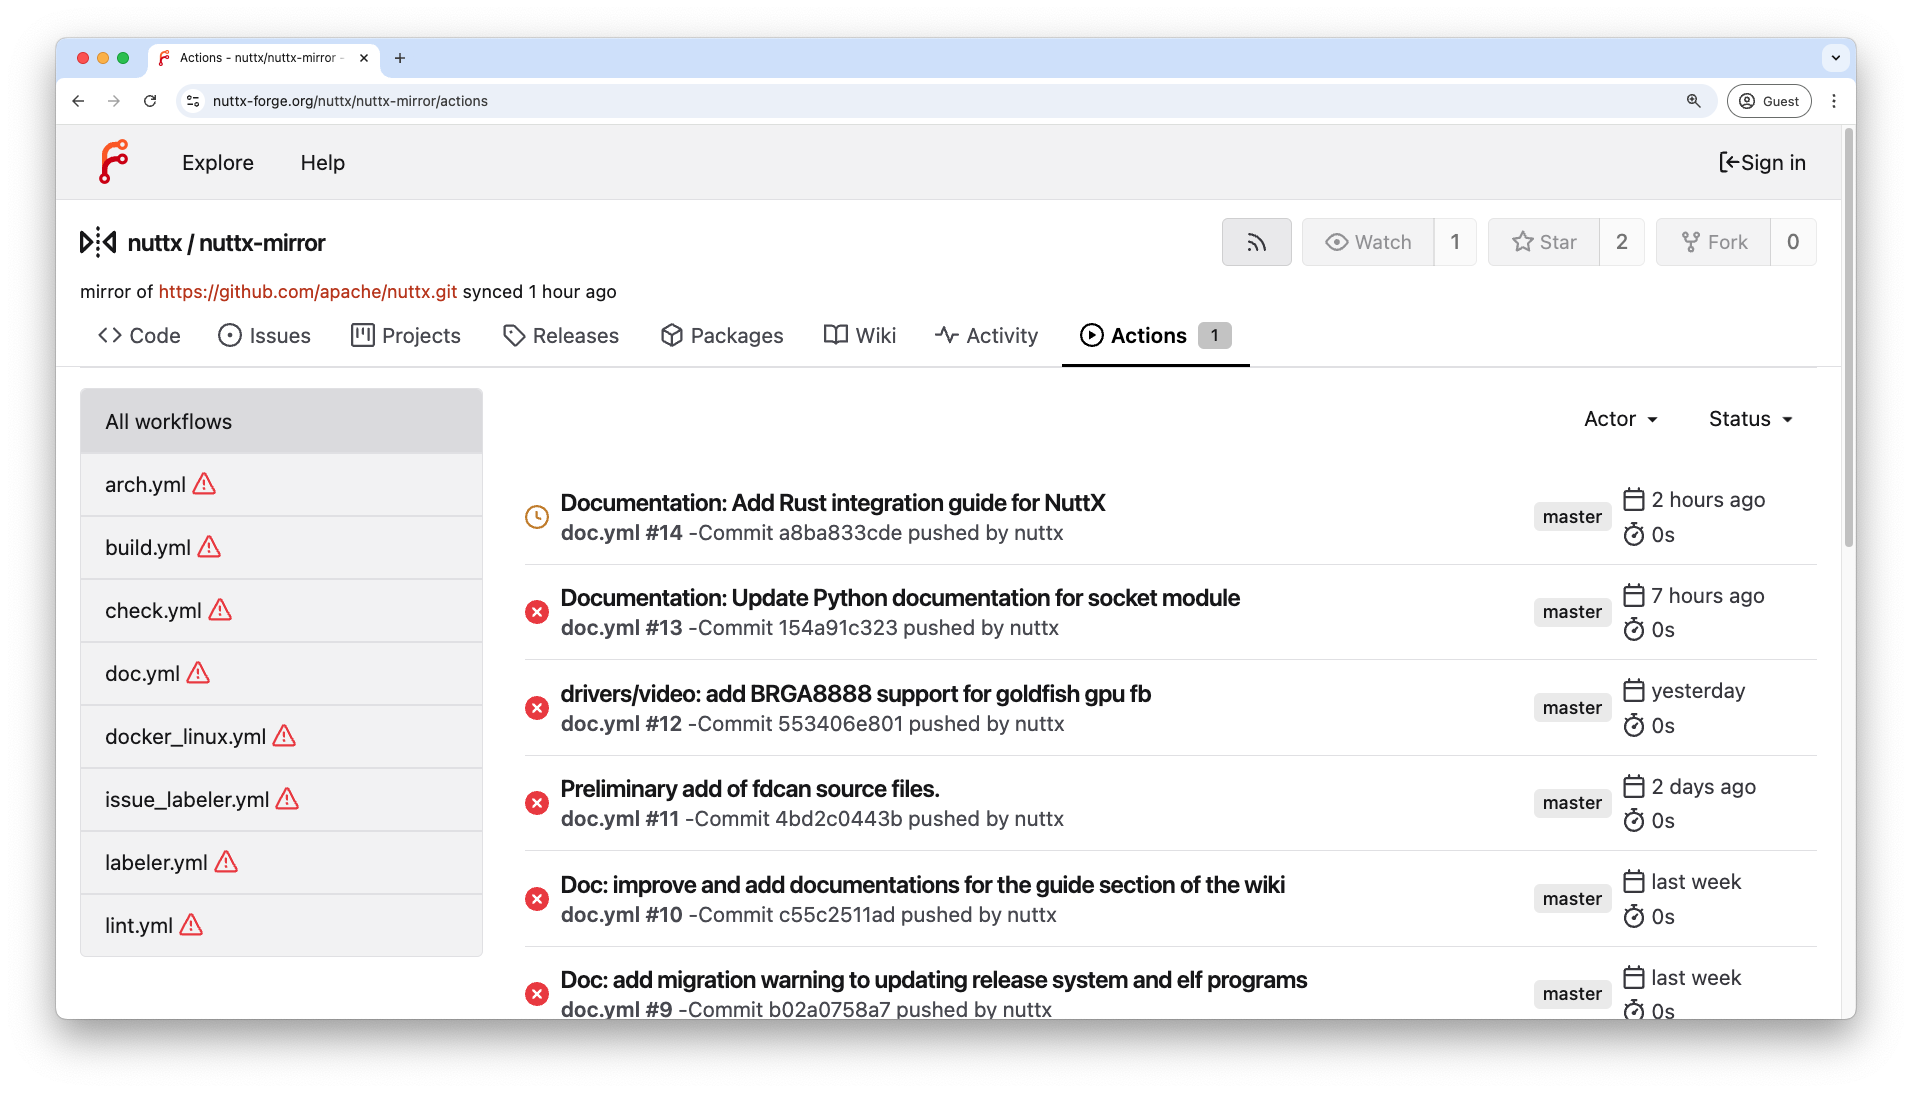 Actions - nuttx/nuttx-mirror -
nuttx-forge.org/nuttx/nuttx-mirror/actions
Guest
Explore
Help
Sign in
nuttx / nuttx-mirror
Watch 1
Star 2
Fork 0
mirror of https://github.com/apache/nuttx.git synced 1 hour ago
Code
Issues
Projects
Releases
Packages
Wiki
Activity
Actions 1
All workflows
arch.yml
build.yml
check.yml
doc.yml
docker_linux.yml
issue_labeler.yml
labeler.yml
lint.yml
Actor
Status
Documentation: Add Rust integration guide for NuttX
doc.yml #14 -Commit a8ba833cde pushed by nuttx
master
2 hours ago
0s
Documentation: Update Python documentation for socket module
doc.yml #13 -Commit 154a91c323 pushed by nuttx
master
7 hours ago
0s
drivers/video: add BRGA8888 support for goldfish gpu fb
doc.yml #12 -Commit 553406e801 pushed by nuttx
master
yesterday
0s
Preliminary add of fdcan source files.
doc.yml #11 -Commit 4bd2c0443b pushed by nuttx
master
2 days ago
0s
Doc: improve and add documentations for the guide section of the wiki
doc.yml #10 -Commit c55c2511ad pushed by nuttx
master
last week
0s
Doc: add migration warning to updating release system and elf programs
doc.yml #9 -Commit b02a0758a7 pushed by nuttx
master
last week
0s